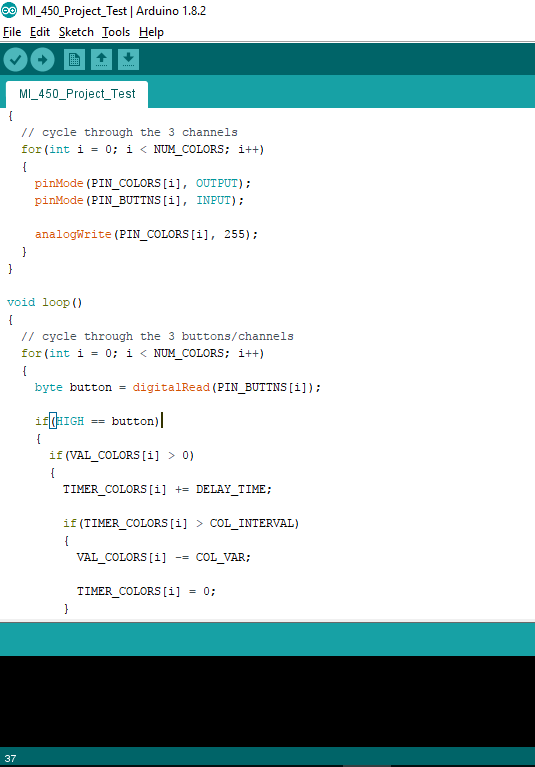 MI_450_Project_Test | Arduino 1.8.2
File Edit Sketch Tools Help
MI_450_Project_Test
{
  // cycle through the 3 channels
  for(int i = 0; i < NUM_COLORS; i++)
  {
    pinMode(PIN_COLORS[i], OUTPUT);
    pinMode(PIN_BUTTNS[i], INPUT);

    analogWrite(PIN_COLORS[i], 255);
  }
}

void loop()
{
  // cycle through the 3 buttons/channels
  for(int i = 0; i < NUM_COLORS; i++)
  {
    byte button = digitalRead(PIN_BUTTNS[i]);

    if(HIGH == button)
    {
      if(VAL_COLORS[i] > 0)
      {
        TIMER_COLORS[i] += DELAY_TIME;

        if(TIMER_COLORS[i] > COL_INTERVAL)
        {
          VAL_COLORS[i] -= COL_VAR;

          TIMER_COLORS[i] = 0;
        }
37